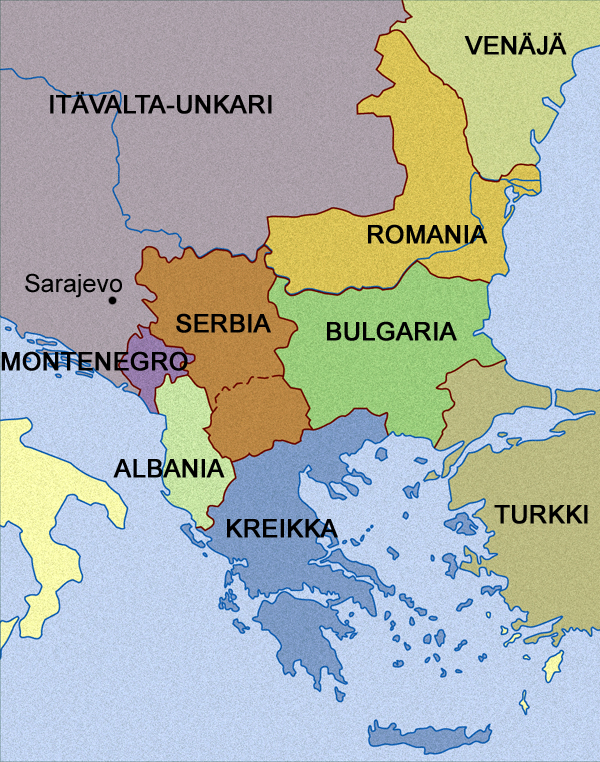 VENÄJÄ
ITÄVALTA-UNKARI
ROMANIA
Sarajevo
SERBIA
BULGARIA
MONTENEGRO
ALBANIA
TURKKI
KREIKKA